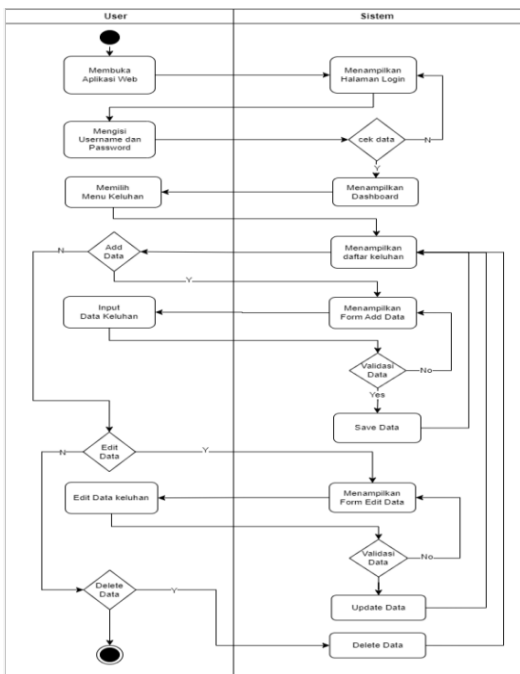 User
Sistem
Membuka
Aplikasi Web
Menampilkan
Halaman Login
Mengisi
Username dan
Password
cek data
N
Y
Memilih
Menu Keluhan
Menampilkan
Dashboard
N
Add
Data
Menampilkan
daftar keluhan
Y
Input
Data Keluhan
Menampilkan
Form Add Data
Validasi
Data
No
Yes
Save Data
N
Edit
Data
Y
Edit Data keluhan
Menampilkan
Form Edit Data
Validasi
Data
No
Delete
Data
Y
Update Data
Delete Data